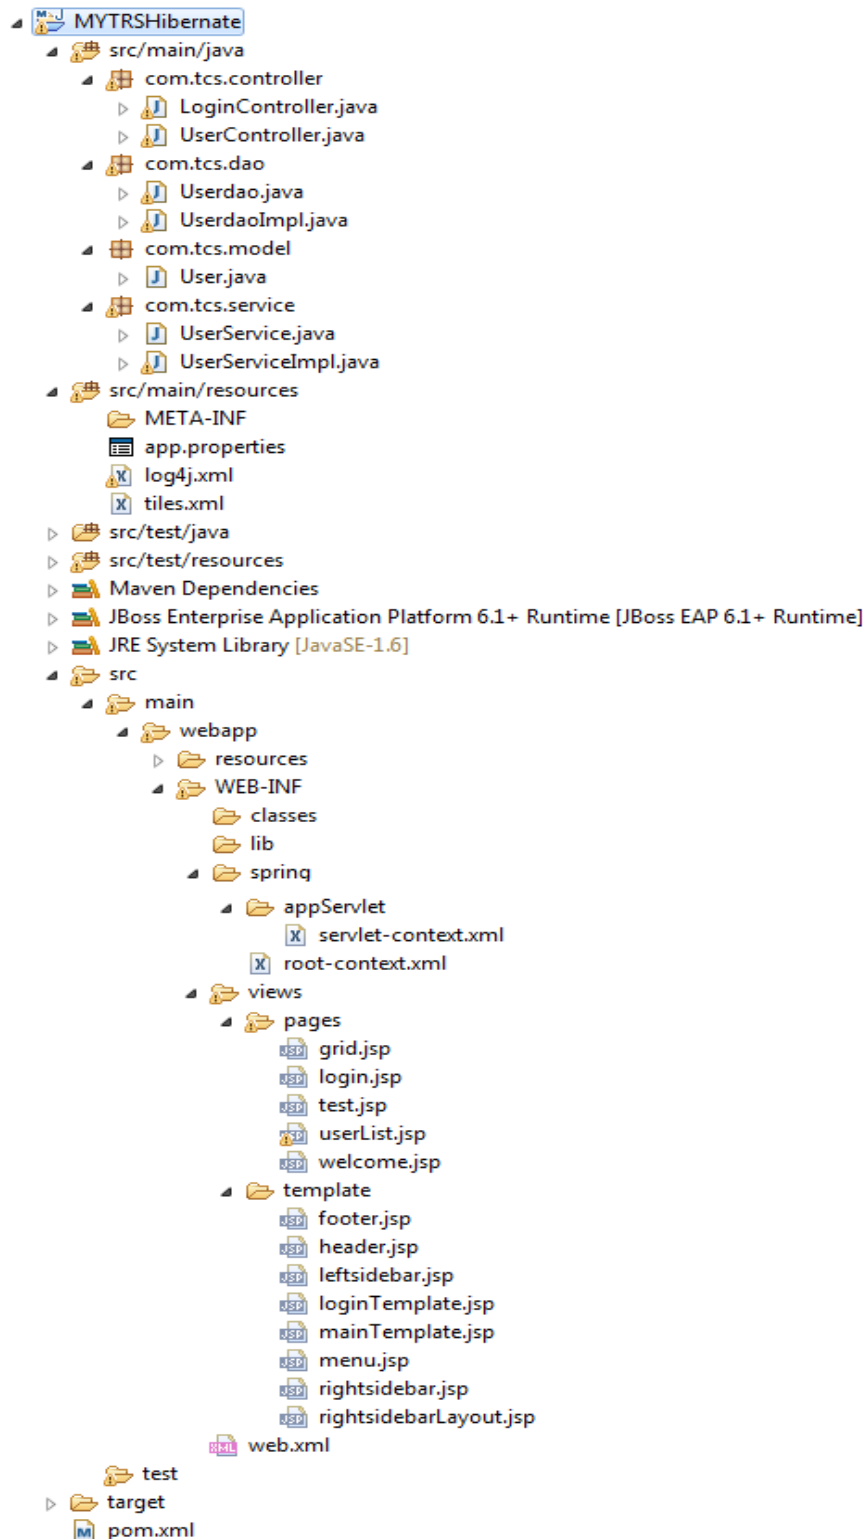 MYTRSHibernate
src/main/java
com.tcs.controller
LoginController.java
UserController.java
com.tcs.dao
Userdao.java
UserdaoImpl.java
com.tcs.model
User.java
com.tcs.service
UserService.java
UserServiceImpl.java
src/main/resources
META-INF
app.properties
log4j.xml
tiles.xml
src/test/java
src/test/resources
Maven Dependencies
JBoss Enterprise Application Platform 6.1+ Runtime [JBoss EAP 6.1+ Runtime]
JRE System Library [JavaSE-1.6]
src
main
webapp
resources
WEB-INF
classes
lib
spring
appServlet
servlet-context.xml
root-context.xml
views
pages
grid.jsp
login.jsp
test.jsp
userList.jsp
welcome.jsp
template
footer.jsp
header.jsp
leftsidebar.jsp
loginTemplate.jsp
mainTemplate.jsp
menu.jsp
rightsidebar.jsp
rightsidebarLayout.jsp
web.xml
test
target
pom.xml